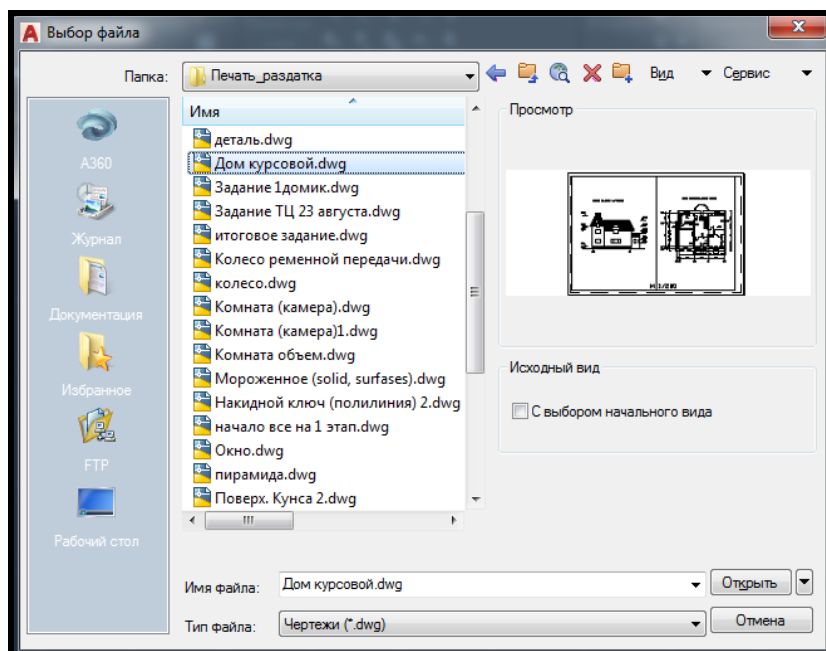 Выбор файла
Папка:
Печать_раздатка
Вид
Сервис
A360
Журнал
Документация
Избранное
FTP
Рабочий стол
Имя
деталь.dwg
Дом курсовой.dwg
Задание 1домик.dwg
Задание ТЦ 23 августа.dwg
итоговое задание.dwg
Колесо ременной передачи.dwg
колесо.dwg
Комната (камера).dwg
Комната (камера)1.dwg
Комната объем.dwg
Мороженное (solid, surfases).dwg
Накидной ключ (полилиния) 2.dwg
начало все на 1 этап.dwg
Окно.dwg
пирамида.dwg
Поверх. Кунса 2.dwg
Просмотр
Исходный вид
С выбором начального вида
Имя файла:
Дом курсовой.dwg
Открыть
Тип файла:
Чертежи (*.dwg)
Отмена